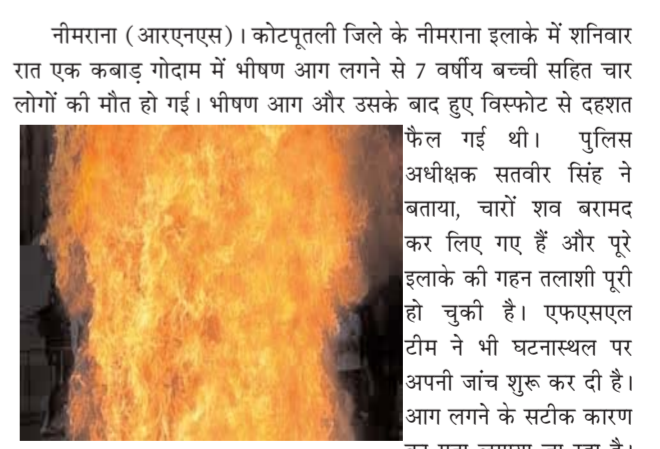 नीमराना (आरएनएस)। कोटपूतली जिले के नीमराना इलाके में शनिवार
रात एक कबाड़ गोदाम में भीषण आग लगने से 7 वर्षीय बच्ची सहित चार
लोगों की मौत हो गई। भीषण आग और उसके बाद हुए विस्फोट से दहशत
फैल गई थी। पुलिस
अधीक्षक सतवीर सिंह ने
बताया, चारों शव बरामद
कर लिए गए हैं और पूरे
इलाके की गहन तलाशी पूरी
हो चुकी है। एफएसएल
टीम ने भी घटनास्थल पर
अपनी जांच शुरू कर दी है।
आग लगने के सटीक कारण